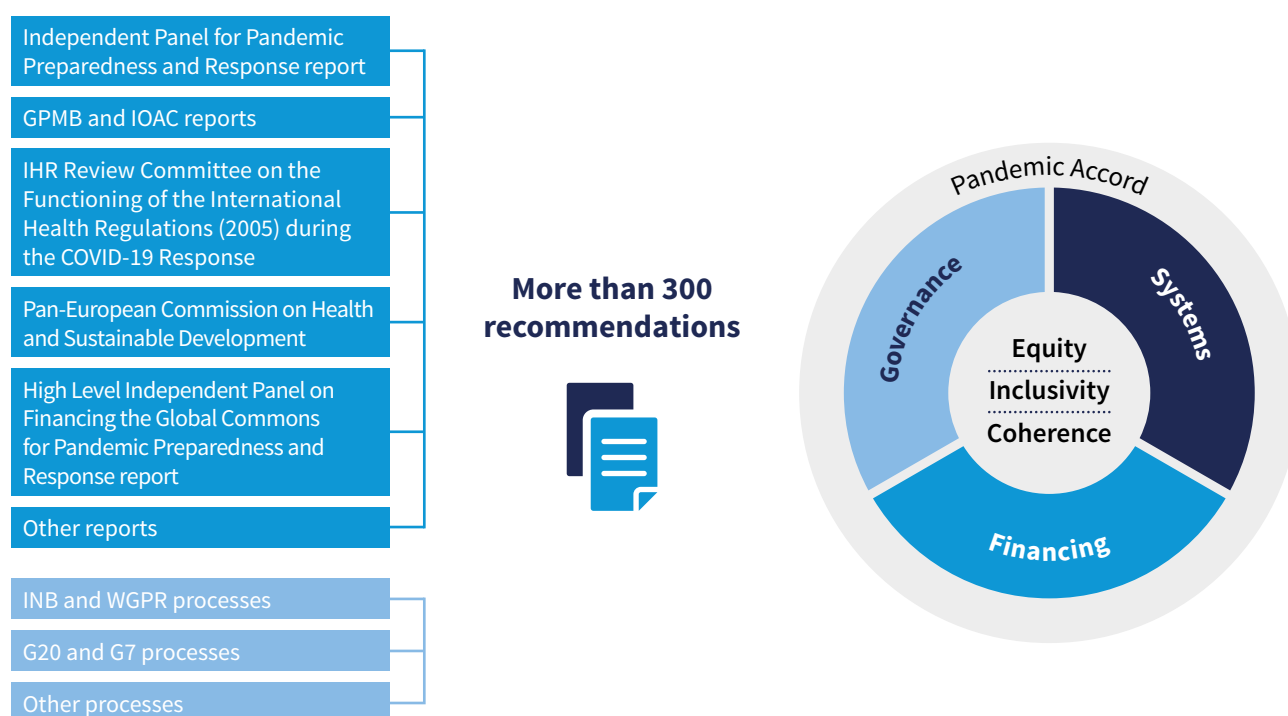 Independent Panel for Pandemic
Preparedness and Response report
GPMB and IOAC reports
IHR Review Committee on the
Functioning of the International
Health Regulations (2005) during
the COVID-19 Response
Pan-European Commission on Health
and Sustainable Development
High Level Independent Panel on
Financing the Global Commons
for Pandemic Preparedness and
Response report
Other reports
INB and WGPR processes
G20 and G7 processes
Other processes
More than 300
recommendations
Pandemic Accord
Governance
Systems
Financing
Equity
Inclusivity
Coherence